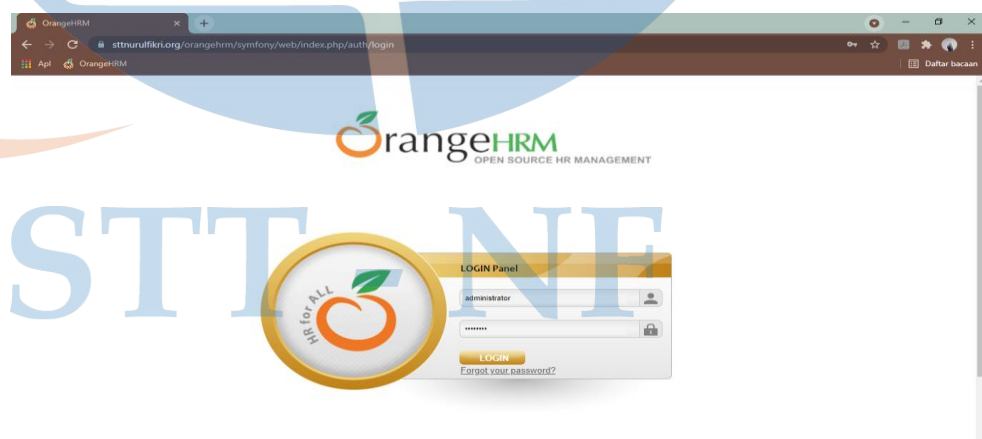 OrangeHRM
sttnurulfikri.org/orangehrm/symfony/web/index.php/auth/login
Apl OrangeHRM Daftar bacaan
OrangeHRM
OPEN SOURCE HR MANAGEMENT
STT - NF
HR for ALL
LOGIN Panel
administrator
••••••••
LOGIN
Forgot your password?